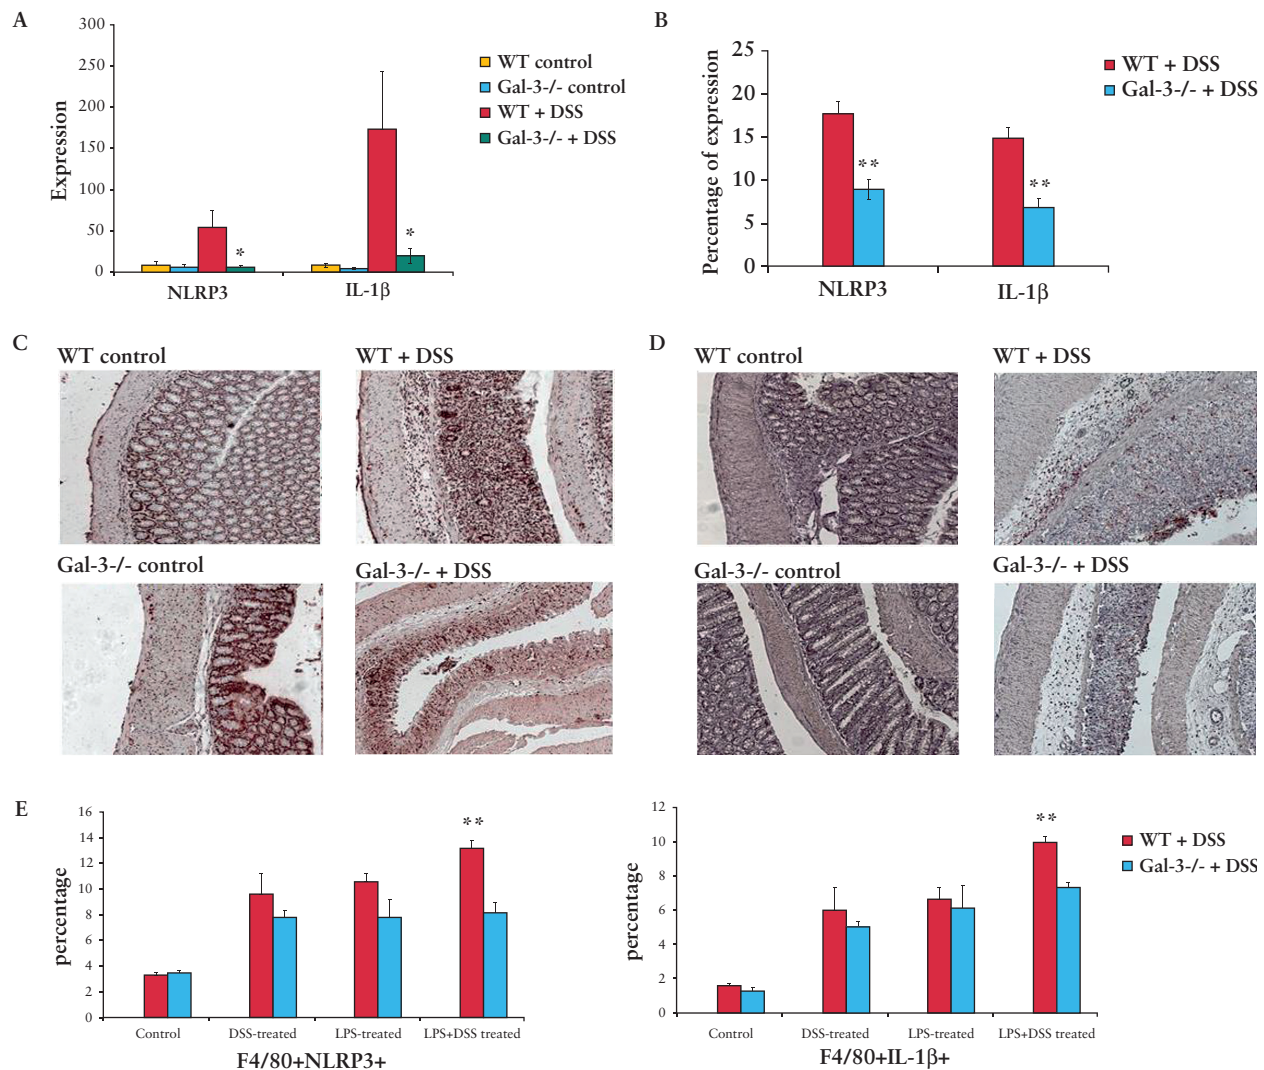 A
300
250
200
150
100
50
0
Expression
NLRP3
IL-1β
*
*
WT control
Gal-3-/- control
WT + DSS
Gal-3-/- + DSS
B
25
20
15
10
5
0
Percentage of expression
**
**
NLRP3
IL-1β
WT + DSS
Gal-3-/- + DSS
C
WT control
WT + DSS
Gal-3-/- control
Gal-3-/- + DSS
D
WT control
WT + DSS
Gal-3-/- control
Gal-3-/- + DSS
E
16
14
12
10
8
6
4
2
0
percentage
**
Control
DSS-treated
LPS-treated
LPS+DSS treated
F4/80+NLRP3+
12
10
8
6
4
2
0
percentage
**
Control
DSS-treated
LPS-treated
LPS+DSS treated
F4/80+IL-1β+
WT + DSS
Gal-3-/- + DSS